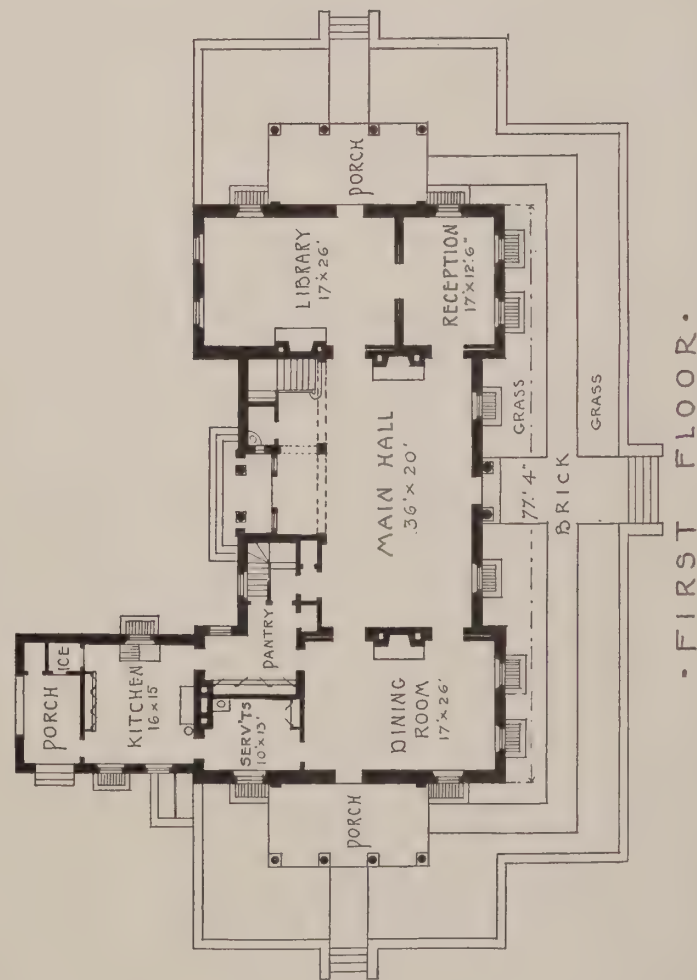 PORCH
ICE
KITCHEN
16 x 15
SERV'TS
10' x 13'
PANTRY
DINING
ROOM
17' x 26'
PORCH
MAIN HALL
36' x 20'
LIBRARY
17' x 26'
RECEPTION
17' x 12'.6"
PORCH
GRASS
77'.4"
BRICK
GRASS
· FIRST FLOOR ·